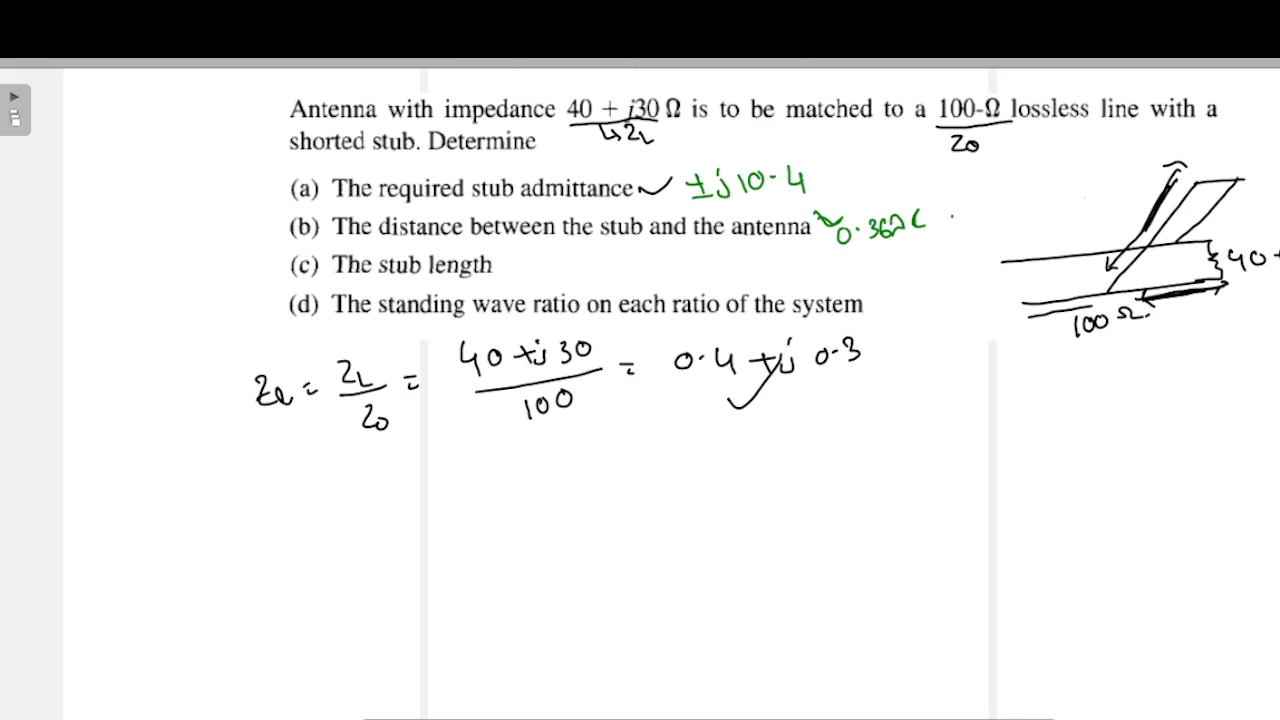 Antenna with impedance 40 + j30 Ω is to be matched to a 100-Ω lossless line with a
↳ZL
Z0
shorted stub. Determine
(a) The required stub admittance ±j10.4
(b) The distance between the stub and the antenna
(c) The stub length
(d) The standing wave ratio on each ratio of the system
40+
100 Ω.
Ze = ZL/Z0 = 40+j30/100 = 0.4+j0.3